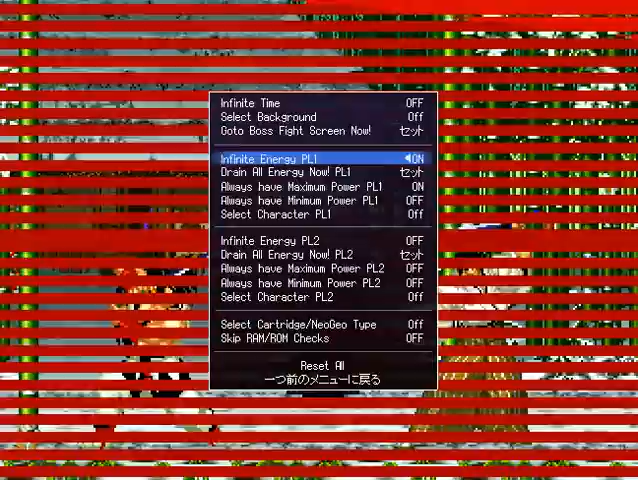 Infinite Time OFF
Select Background Off
Goto Boss Fight Screen Now! セット
Infinite Energy PL1 ◀ON
Drain All Energy Now! PL1 セット
Always have Maximum Power PL1 ON
Always have Minimum Power PL1 OFF
Select Character PL1 Off
Infinite Energy PL2 OFF
Drain All Energy Now! PL2 セット
Always have Maximum Power PL2 OFF
Always have Minimum Power PL2 OFF
Select Character PL2 Off
Select Cartridge/NeoGeo Type Off
Skip RAM/ROM Checks OFF
Reset All
一つ前のメニューに戻る